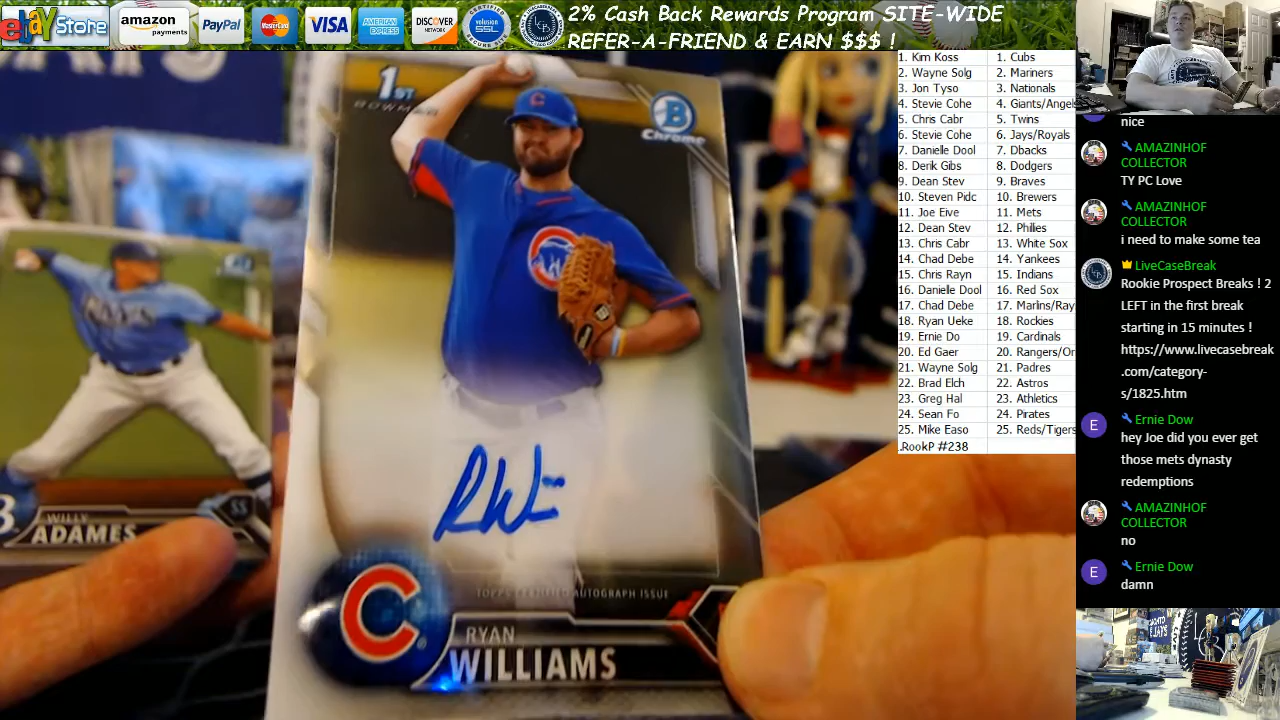 ebay Store
amazon
payments
PayPal
MasterCard
VISA
AMERICAN
EXPRESS
DISCOVER
NETWORK
volusion
SSL
2% Cash Back Rewards Program SITE-WIDE
REFER-A-FRIEND & EARN $$$ !
1. Kim Koss 1. Cubs
2. Wayne Solg 2. Mariners
3. Jon Tyso 3. Nationals
4. Stevie Cohe 4. Giants/Angels
5. Chris Cabr 5. Twins
6. Stevie Cohe 6. Jays/Royals
7. Danielle Dool 7. Dbacks
8. Derik Gibs 8. Dodgers
9. Dean Stev 9. Braves
10. Steven Pidc 10. Brewers
11. Joe Eive 11. Mets
12. Dean Stev 12. Philies
13. Chris Cabr 13. White Sox
14. Chad Debe 14. Yankees
15. Chris Rayn 15. Indians
16. Danielle Dool 16. Red Sox
17. Chad Debe 17. Marlns/Ray
18. Ryan Ueke 18. Rockies
19. Ernie Do 19. Cardinals
20. Ed Gaer 20. Rangers/Or
21. Wayne Solg 21. Padres
22. Brad Elch 22. Astros
23. Greg Hal 23. Athletics
24. Sean Fo 24. Pirates
25. Mike Easo 25. Reds/Tigers
.RookP #238
nice
AMAZINHOF
COLLECTOR
TY PC Love
AMAZINHOF
COLLECTOR
i need to make some tea
LiveCaseBreak
Rookie Prospect Breaks ! 2
LEFT in the first break
starting in 15 minutes !
https://www.livecasebreak
.com/category-
s/1825.htm
E
Ernie Dow
hey Joe did you ever get
those mets dynasty
redemptions
AMAZINHOF
COLLECTOR
no
E
Ernie Dow
damn
1ST
BOWMAN
B
Chrome
C
TOPPS CERTIFIED AUTOGRAPH ISSUE
RYAN
WILLIAMS
B
WILLY
ADAMES
SS